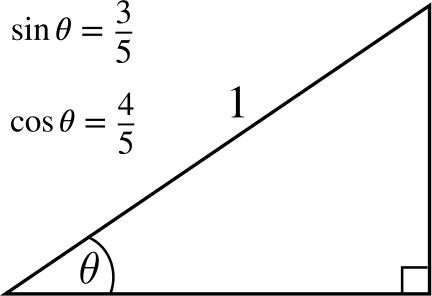 sin θ = 3/5
cos θ = 4/5
1
θ